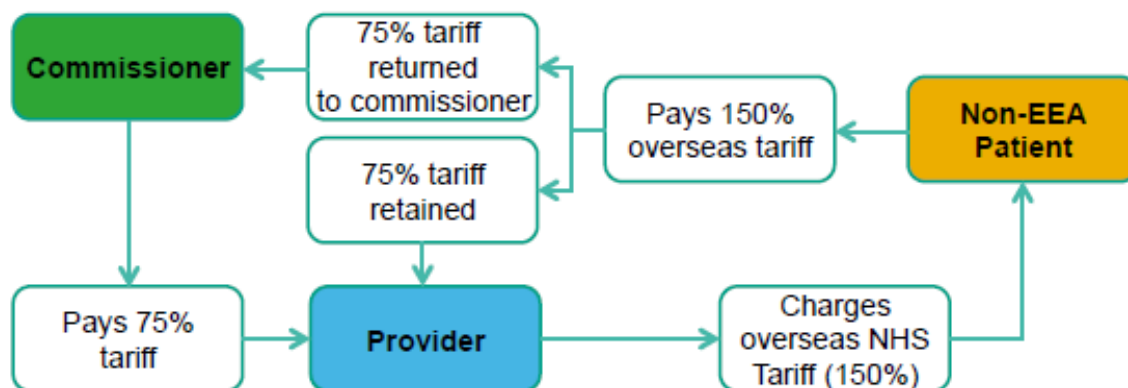 Commissioner
75% tariff
returned
to commissioner
Pays 150%
overseas tariff
Non-EEA
Patient
75% tariff
retained
Pays 75%
tariff
Provider
Charges
overseas NHS
Tariff (150%)